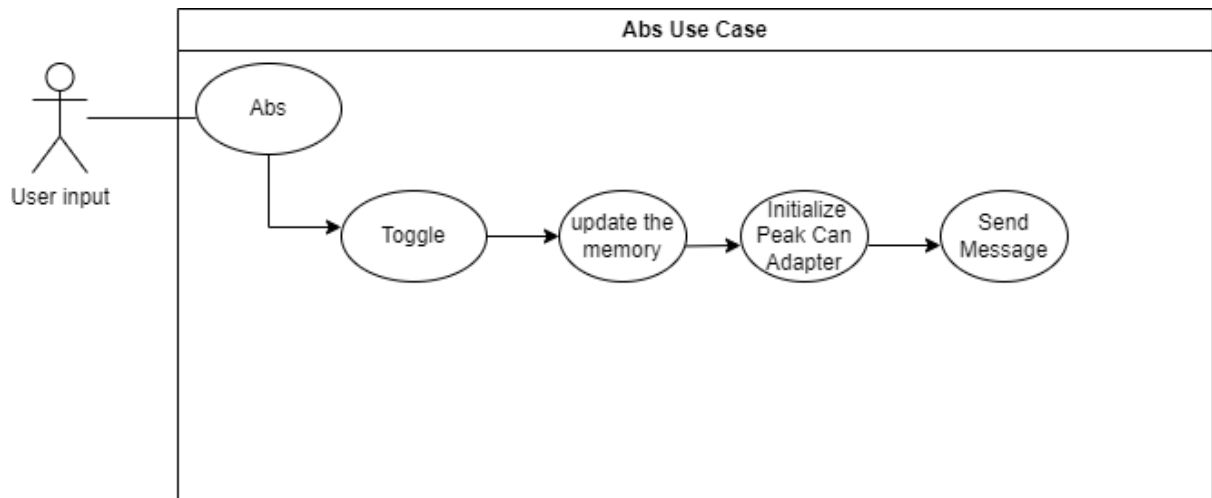 Abs Use Case
Abs
User input
Toggle
update the
memory
Initialize
Peak Can
Adapter
Send
Message